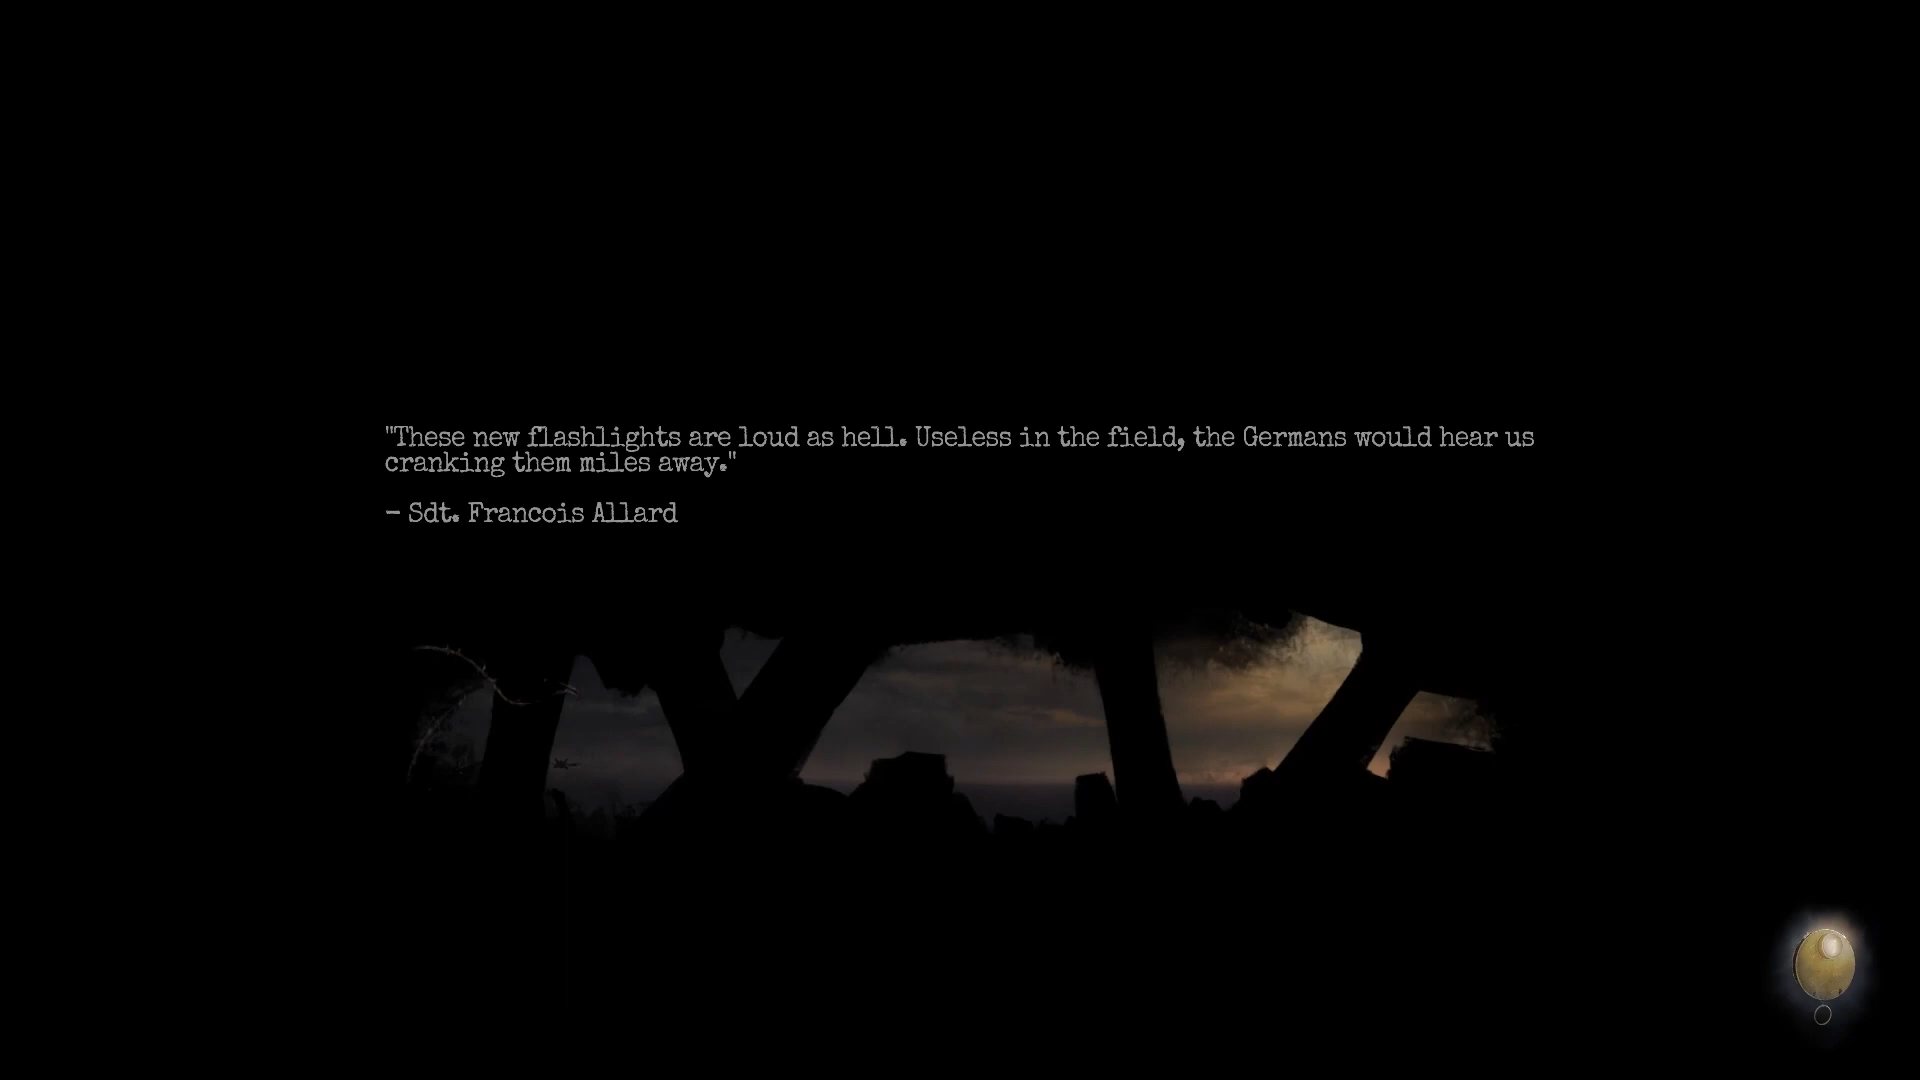 "These new flashlights are loud as hell. Useless in the field, the Germans would hear us
cranking them miles away."
- Sdt. Francois Allard